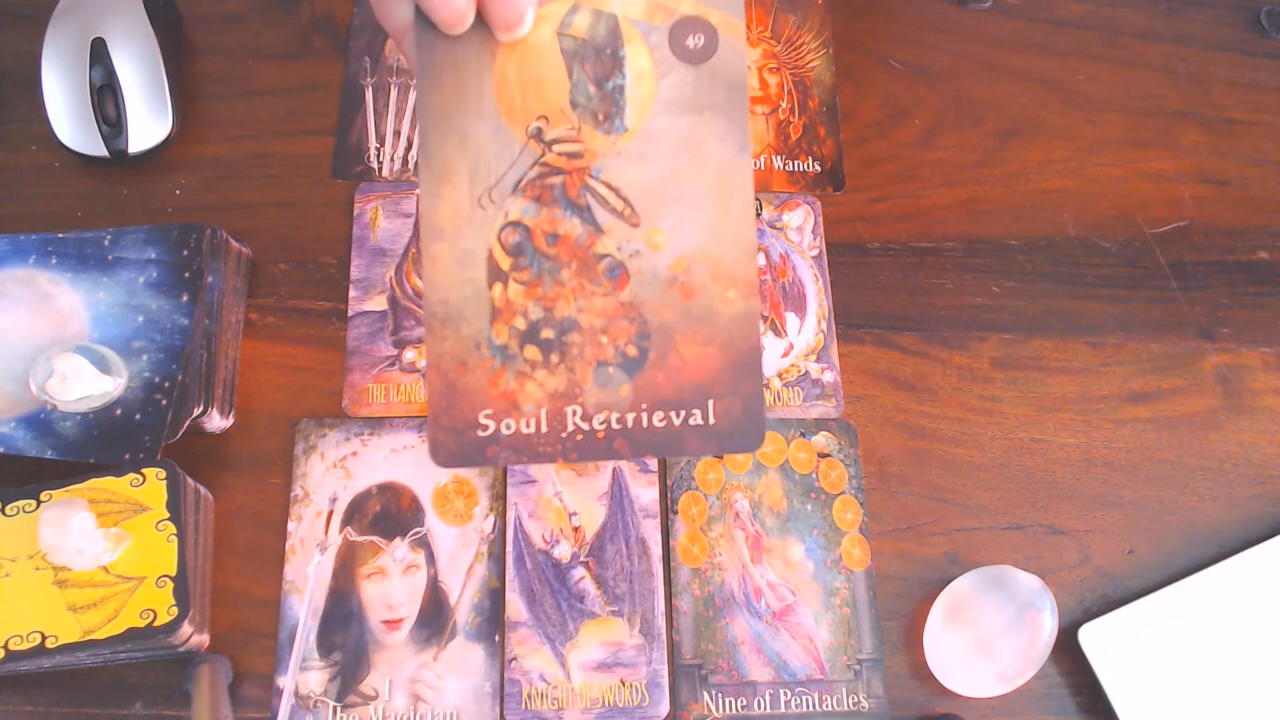 49
of Wands
THE HANG
WORLD
Soul Retrieval
I
The Magician
KNIGHT OF SWORDS
Nine of Pentacles